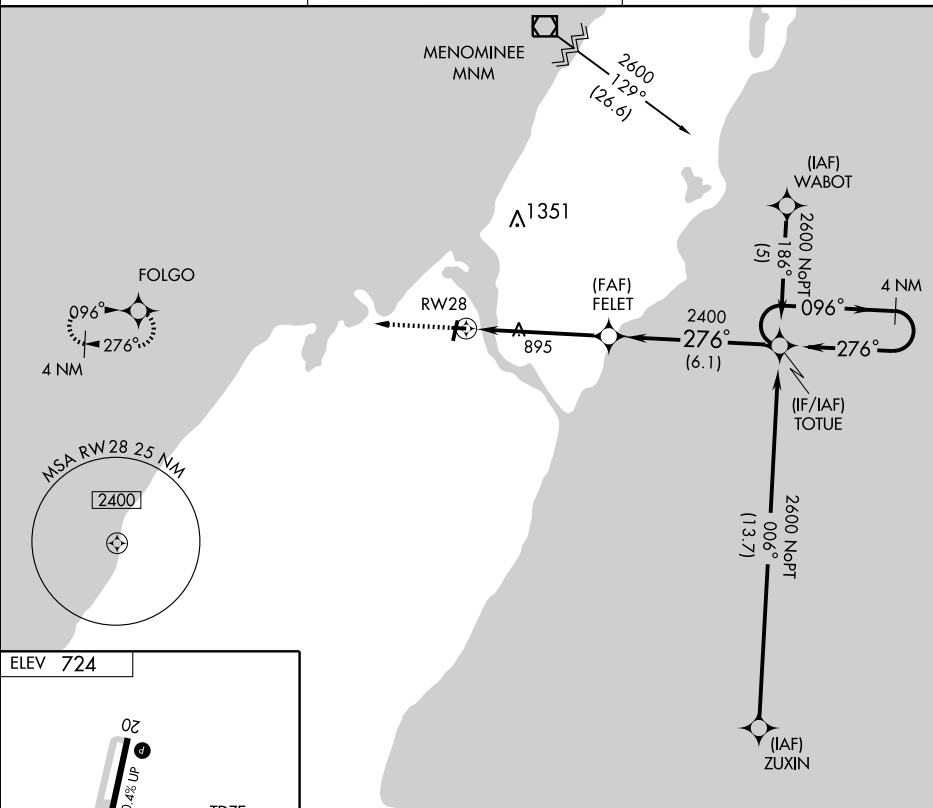 MENOMINEE
MNM
2600
129°
(26.6)
(IAF)
WABOT
2600 NoPT
186°
(5)
1351
FOLGO
096°
276°
4 NM
RW28
(FAF)
FELET
895
2400
276°
(6.1)
4 NM
096°
276°
(IF/IAF)
TOTUE
MSA RW28 25 NM
2400
2600 NoPT
006°
(13.7)
(IAF)
ZUXIN
ELEV 724
20
P
0.4% UP